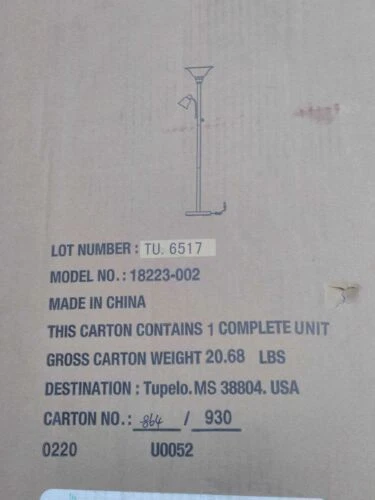 LOT NUMBER : TU. 6517
MODEL NO.: 18223-002
MADE IN CHINA
THIS CARTON CONTAINS 1 COMPLETE UNIT
GROSS CARTON WEIGHT 20.68 LBS
DESTINATION : Tupelo. MS 38804. USA
CARTON NO.: 864 / 930
0220 U0052